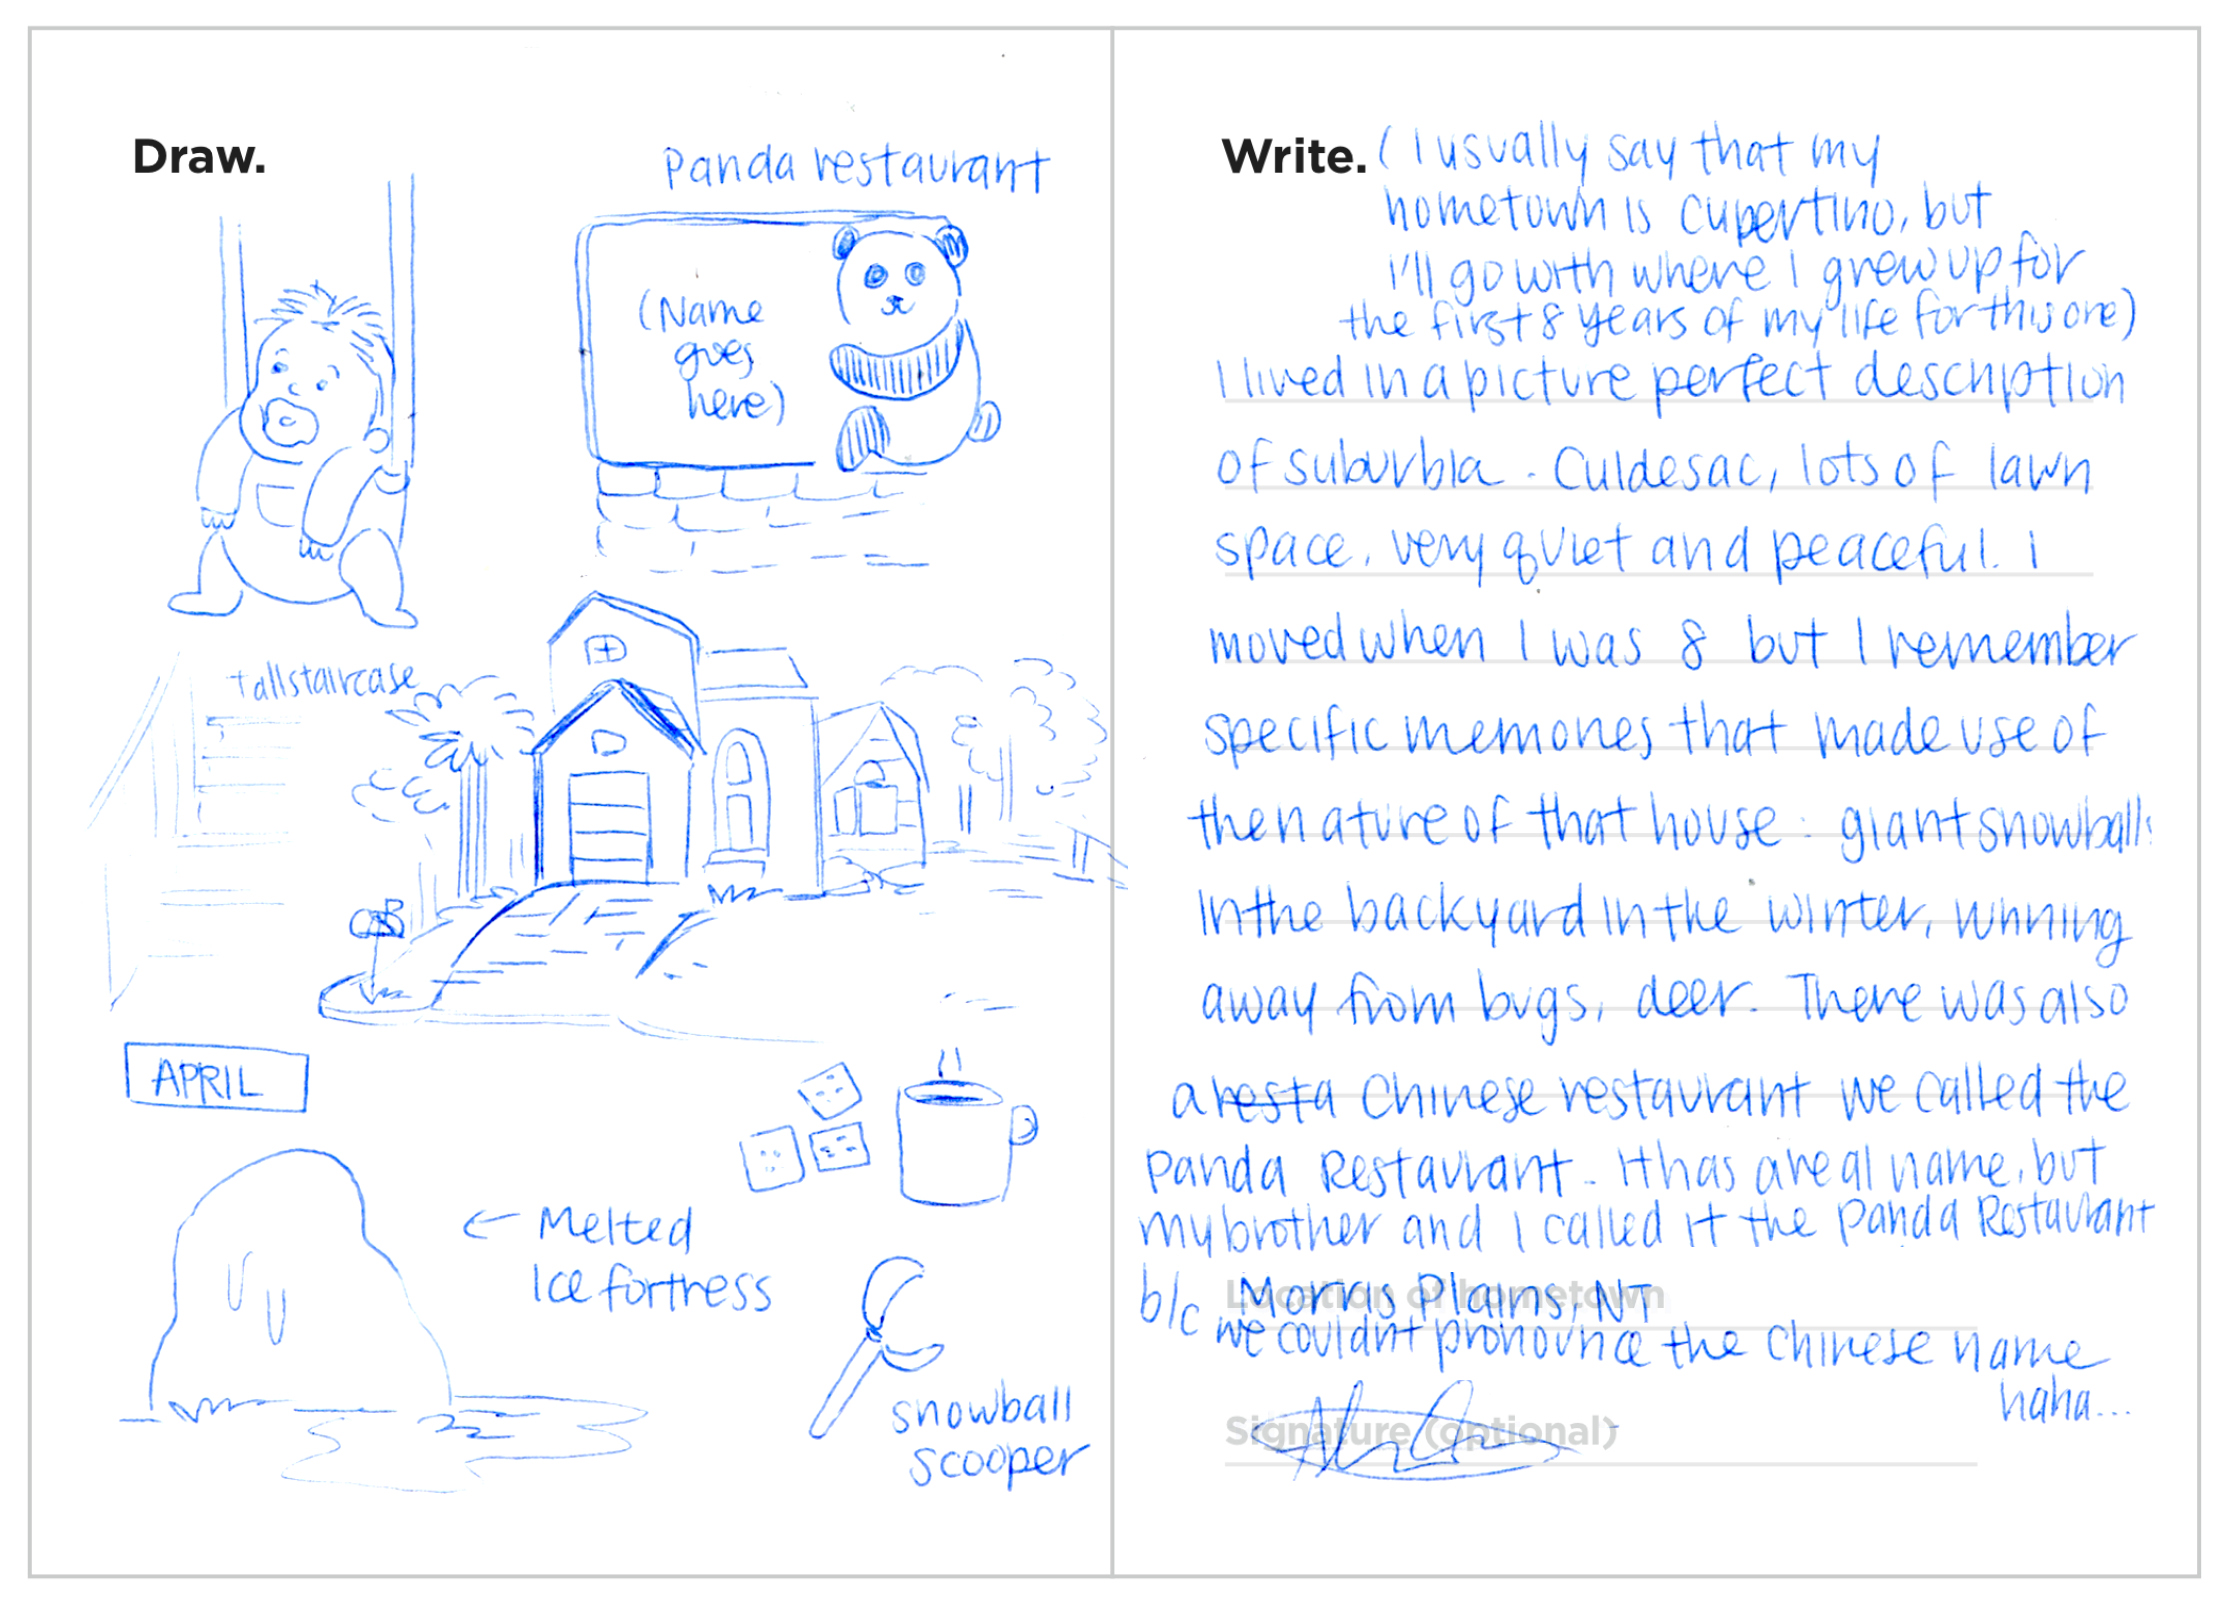 Draw.
Panda restaurant
(Name
goes
here)
tall staircase
APRIL
← Melted
Ice fortress
snowball
scooper
Write. (I usually say that my
hometown is Cupertino, but
I'll go with where I grew up for
the first 8 years of my life for this one)
I lived in a picture perfect description
of suburbia. Culdesac, lots of lawn
space, very quiet and peaceful. I
moved when I was 8 but I remember
specific memories that made use of
the nature of that house: giant snowballs
in the backyard in the winter, running
away from bugs, deer. There was also
a resta Chinese restaurant we called the
Panda Restaurant. It has a real name, but
my brother and I called it the Panda Restaurant
b/c
Location of hometown
Morris Plains, NJ
we couldn't pronounce the Chinese name
haha...
Signature (optional)